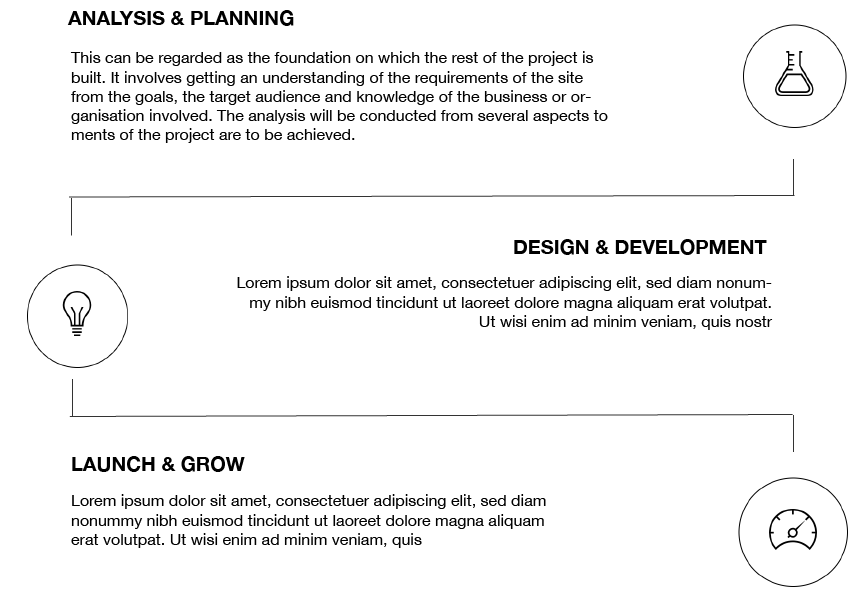 ANALYSIS & PLANNING
This can be regarded as the foundation on which the rest of the project is
built. It involves getting an understanding of the requirements of the site
from the goals, the target audience and knowledge of the business or or-
ganisation involved. The analysis will be conducted from several aspects to
ments of the project are to be achieved.
DESIGN & DEVELOPMENT
Lorem ipsum dolor sit amet, consectetuer adipiscing elit, sed diam nonum-
my nibh euismod tincidunt ut laoreet dolore magna aliquam erat volutpat.
Ut wisi enim ad minim veniam, quis nostr
LAUNCH & GROW
Lorem ipsum dolor sit amet, consectetuer adipiscing elit, sed diam
nonummy nibh euismod tincidunt ut laoreet dolore magna aliquam
erat volutpat. Ut wisi enim ad minim veniam, quis